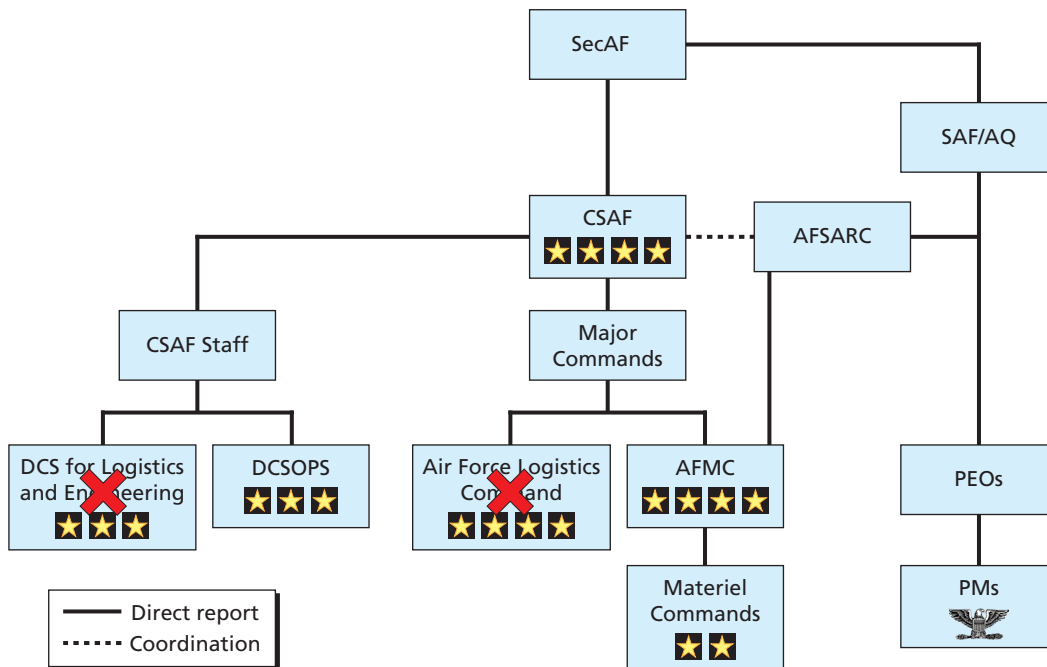 SecAF
SAF/AQ
CSAF
AFSARC
CSAF Staff
Major
Commands
DCS for Logistics
and Engineering
DCSOPS
Air Force Logistics
Command
AFMC
PEOs
Materiel
Commands
PMs
Direct report
Coordination